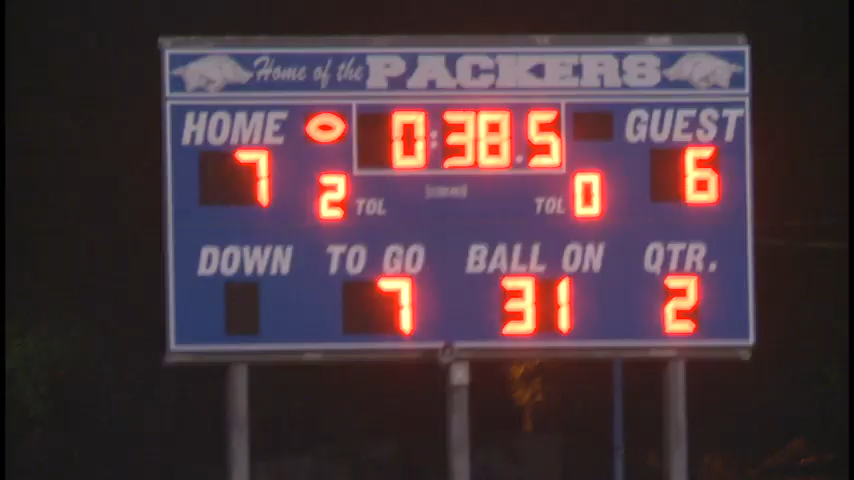 Home of the PACKERS
HOME 0:38.5 GUEST
7 2 TOL TOL 0 6
DOWN TO GO BALL ON QTR.
7 31 2